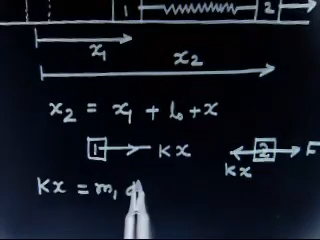 1 2
x₁
x₂
x₂ = x₁ + l₀ + x
1 Kx 2 F
Kx
Kx = m₁ a